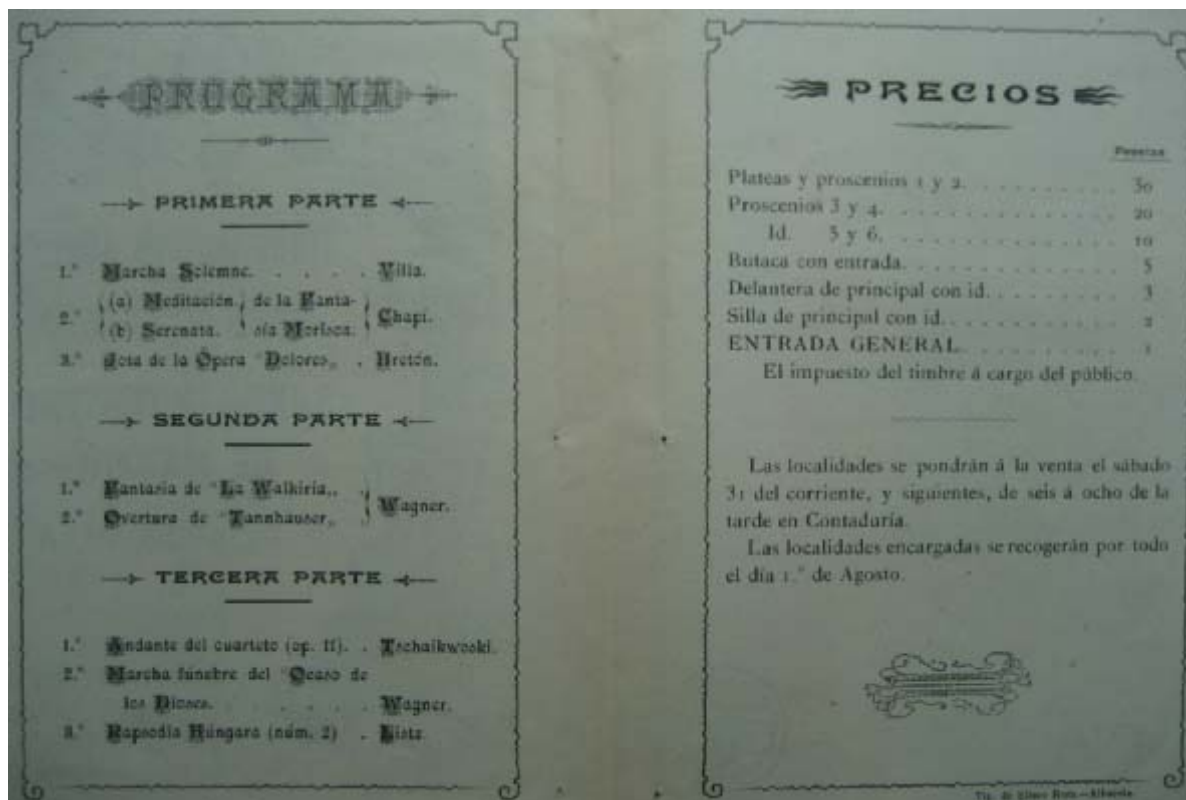 PROGRAMA
PRIMERA PARTE
1.º Marcha Solemne. . . . . Villa.
2.º (a) Meditación (b) Serenata. de la Fanta-sía Morisca. Chapí.
3.º Jota de la Ópera "Dolores„ . Bretón.
SEGUNDA PARTE
1.º Fantasía de "La Walkiria„ .
2.º Overtura de "Tannhauser„ Wagner.
TERCERA PARTE
1.º Andante del cuarteto (op. 11). . Tschaikwoski.
2.º Marcha fúnebre del "Ocaso de
los Dioses. . . . . Wagner.
3.º Rapsodia Húngara (núm. 2) . Listz.
PRECIOS
Pesetas
Plateas y proscenios 1 y 2. . . . . . . . . . . 30
Proscenios 3 y 4. . . . . . . . . . . . . . 20
Id. 5 y 6. . . . . . . . . . . . . . 10
Butaca con entrada. . . . . . . . . . . . . 5
Delantera de principal con id. . . . . . . . . 3
Silla de principal con id. . . . . . . . . . . 2
ENTRADA GENERAL. . . . . . . . . . 1
El impuesto del timbre á cargo del público.
Las localidades se pondrán á la venta el sábado
31 del corriente, y siguientes, de seis á ocho de la
tarde en Contaduría.
Las localidades encargadas se recogerán por todo
el día 1.º de Agosto.
Tip. de Eliseo Ruiz.—Albacete